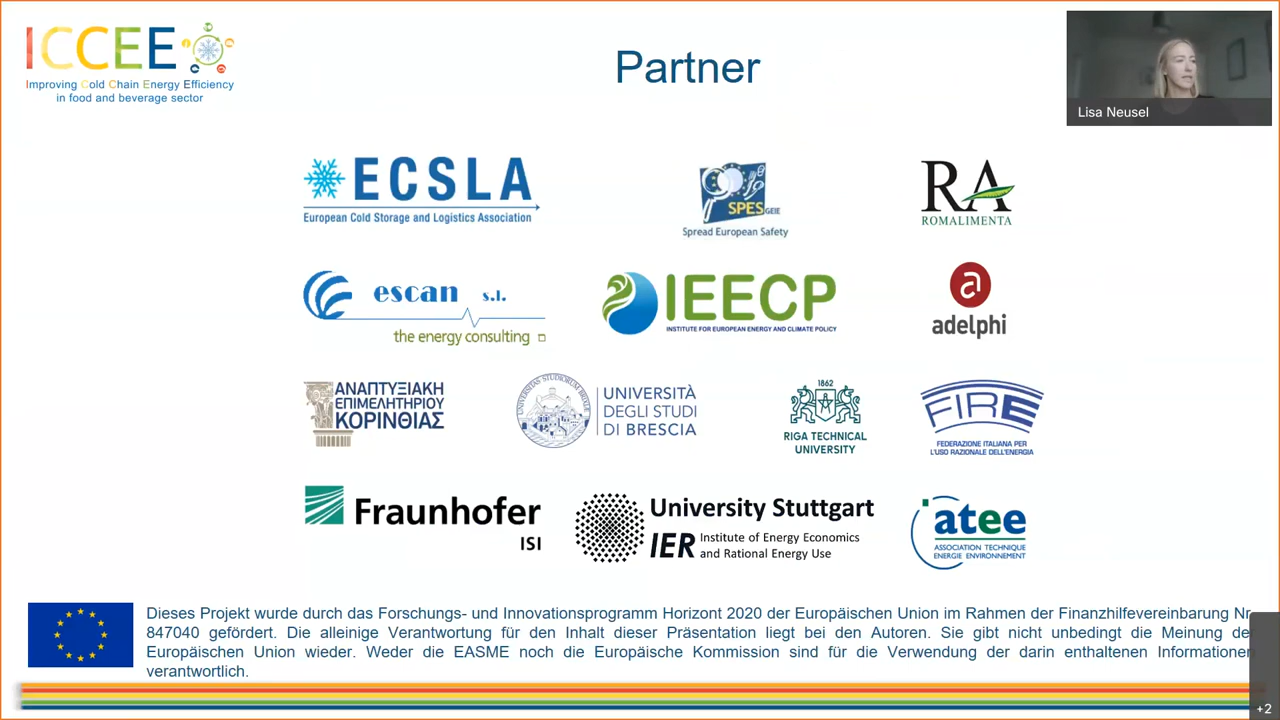 ICCEE
Improving Cold Chain Energy Efficiency
in food and beverage sector
Partner
Lisa Neusel
ECSLA
European Cold Storage and Logistics Association
SPES GEIE
Spread European Safety
RA
ROMALIMENTA
escan s.l.
the energy consulting
IEECP
INSTITUTE FOR EUROPEAN ENERGY AND CLIMATE POLICY
a
adelphi
ΑΝΑΠΤΥΞΙΑΚΗ
ΕΠΙΜΕΛΗΤΗΡΙΟΥ
ΚΟΡΙΝΘΙΑΣ
UNIVERSITÀ
DEGLI STUDI
DI BRESCIA
1862
RIGA TECHNICAL
UNIVERSITY
FIRE
FEDERAZIONE ITALIANA PER
L'USO RAZIONALE DELL'ENERGIA
Fraunhofer
ISI
University Stuttgart
IER Institute of Energy Economics
and Rational Energy Use
atee
ASSOCIATION TECHNIQUE
ENERGIE ENVIRONNEMENT
Dieses Projekt wurde durch das Forschungs- und Innovationsprogramm Horizont 2020 der Europäischen Union im Rahmen der Finanzhilfevereinbarung Nr.
847040 gefördert. Die alleinige Verantwortung für den Inhalt dieser Präsentation liegt bei den Autoren. Sie gibt nicht unbedingt die Meinung der
Europäischen Union wieder. Weder die EASME noch die Europäische Kommission sind für die Verwendung der darin enthaltenen Informationen
verantwortlich.
+2